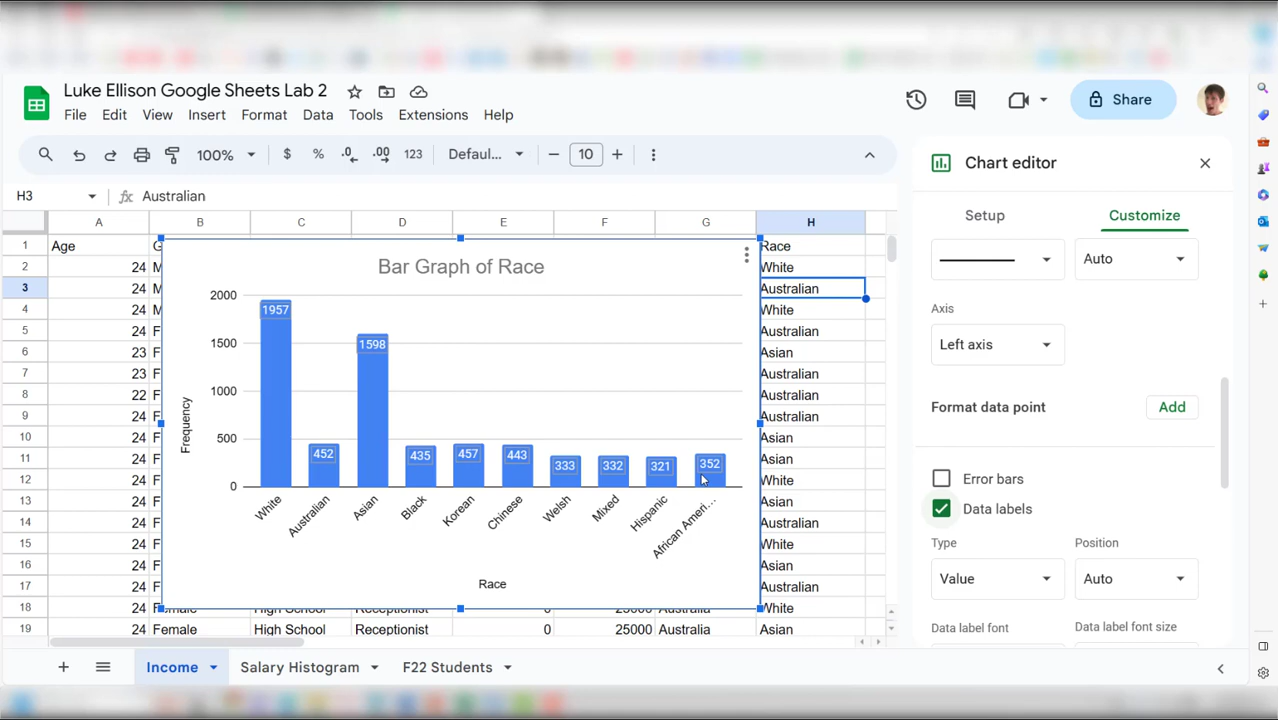 Luke Ellison Google Sheets Lab 2
File Edit View Insert Format Data Tools Extensions Help
Share
100% $ % .0 .00 123 Defaul... 10
H3 Australian
Chart editor
Setup Customize
A B C D E F G H
1 Age G Race
2 24 M White
3 24 M Australian
4 24 M White
5 24 F Australian
6 23 F Asian
7 23 F Australian
8 22 F Australian
9 24 F Australian
10 24 F Asian
11 24 F Asian
12 24 F White
13 24 F Asian
14 24 F Australian
15 24 F White
16 24 F Asian
17 24 F Australian
18 24 Female High School Receptionist 0 25000 Australia White
19 24 Female High School Receptionist 0 25000 Australia Asian
Bar Graph of Race
2000
1500
1000
500
0
Frequency
1957 452 1598 435 457 443 333 332 321 352
White Australian Asian Black Korean Chinese Welsh Mixed Hispanic African Ameri...
Race
Auto
Axis
Left axis
Format data point Add
Error bars
Data labels
Type Position
Value Auto
Data label font Data label font size
Income Salary Histogram F22 Students